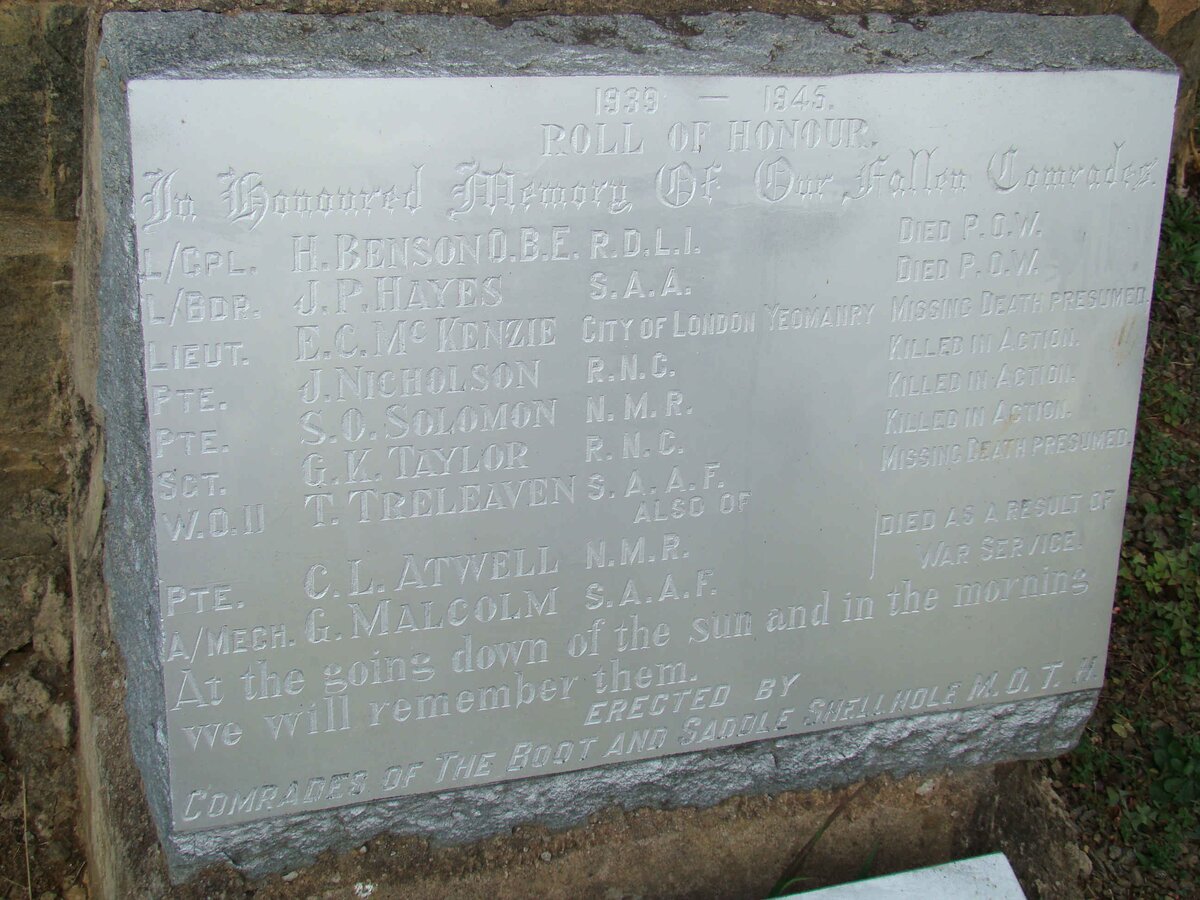 1939 — 1945.
ROLL OF HONOUR.
In Honoured Memory Of Our Fallen Comrades.
L/CPL. H. BENSON O.B.E. R.D.L.I. DIED P.O.W.
L/BDR. J. P. HAYES S.A.A. DIED P.O.W.
LIEUT. E. C. Mc KENZIE CITY OF LONDON YEOMANRY MISSING DEATH PRESUMED.
PTE. J. NICHOLSON R.N.C. KILLED IN ACTION.
PTE. S. O. SOLOMON N.M.R. KILLED IN ACTION.
SGT. G. K. TAYLOR R.N.C. KILLED IN ACTION.
W.O.II T. TRELEAVEN S.A.A.F. MISSING DEATH PRESUMED.
ALSO OF
PTE. C. L. ATWELL N.M.R. DIED AS A RESULT OF
A/MECH. G. MALCOLM S.A.A.F. WAR SERVICE.
At the going down of the sun and in the morning
we will remember them.
ERECTED BY
COMRADES OF THE BOOT AND SADDLE SHELLHOLE M.O.T.H.